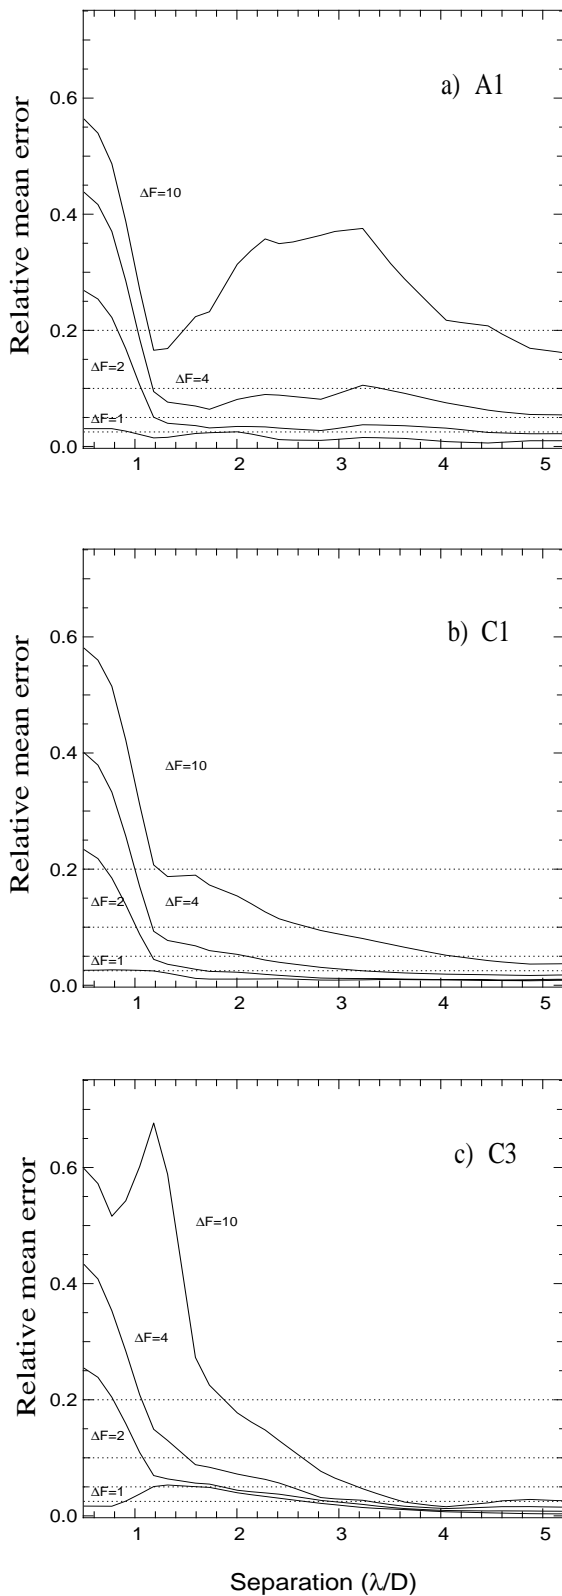 a) A1
0.6
ΔF=10
0.4
Relative mean error
0.2
ΔF=2
ΔF=4
ΔF=1
0.0
1 2 3 4 5
b) C1
0.6
0.4
ΔF=10
Relative mean error
0.2
ΔF=2
ΔF=4
ΔF=1
0.0
1 2 3 4 5
c) C3
0.6
ΔF=10
0.4
Relative mean error
ΔF=4
0.2
ΔF=2
ΔF=1
0.0
1 2 3 4 5
Separation (λ/D)